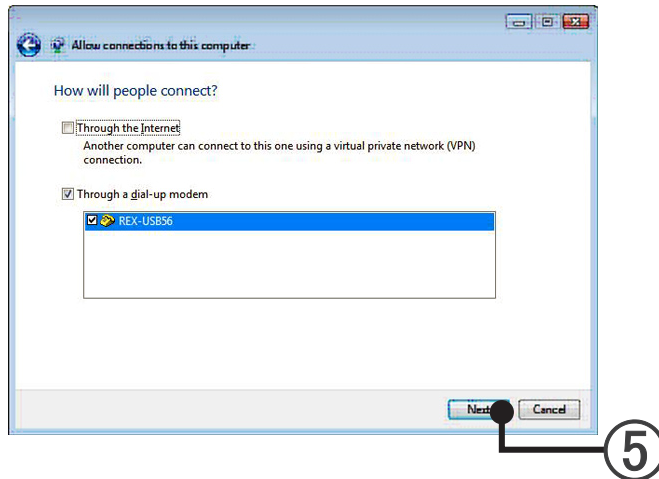 Allow connections to this computer
How will people connect?
Through the Internet
Another computer can connect to this one using a virtual private network (VPN)
connection.
Through a dial-up modem
REX-USB56
Next
Cancel
5